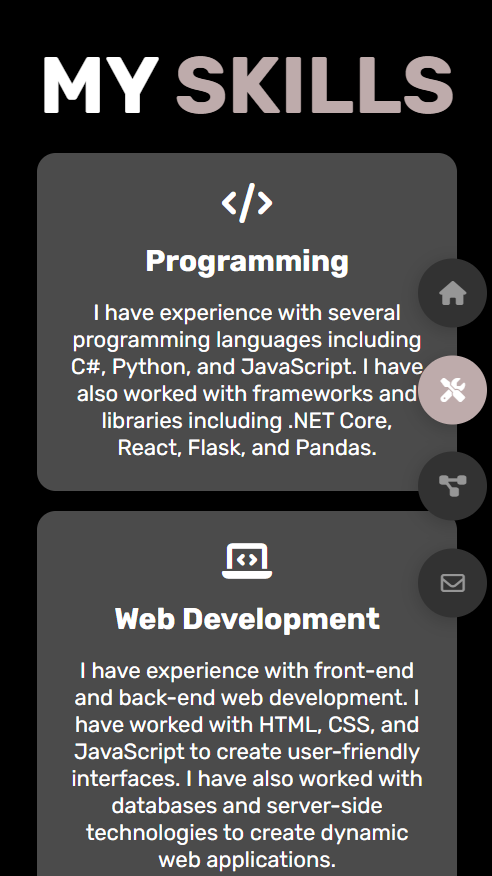 MY SKILLS
Programming
I have experience with several
programming languages including
C#, Python, and JavaScript. I have
also worked with frameworks and
libraries including .NET Core,
React, Flask, and Pandas.
Web Development
I have experience with front-end
and back-end web development. I
have worked with HTML, CSS, and
JavaScript to create user-friendly
interfaces. I have also worked with
databases and server-side
technologies to create dynamic
web applications.